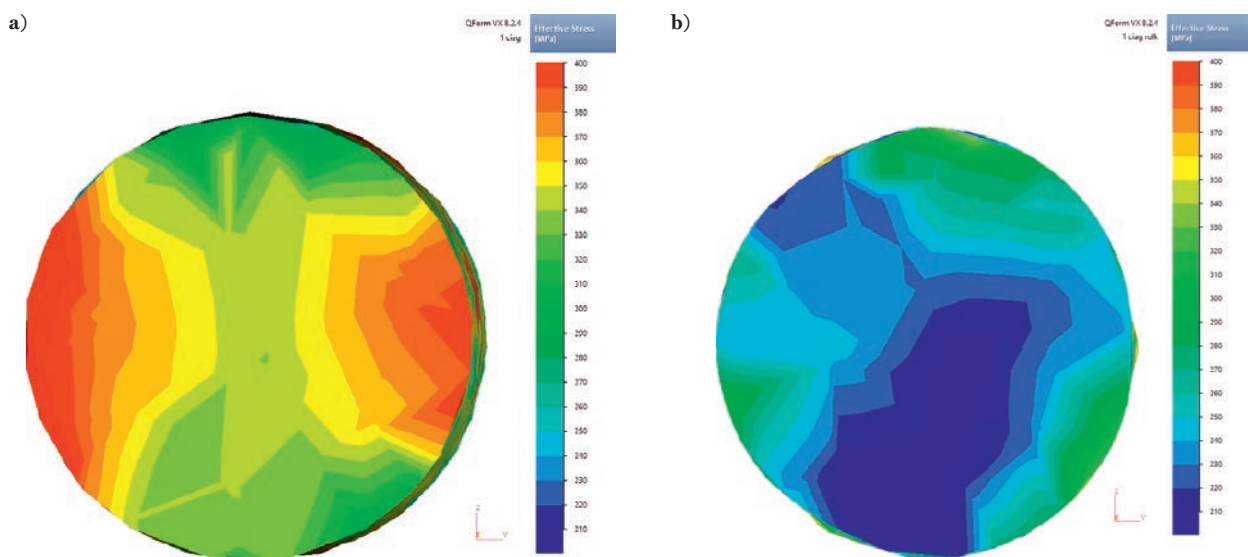 a)
QForm VX 8.2.4
1 ciag
Effective Stress
[MPa]
400
390
380
370
360
350
340
330
320
310
300
290
280
270
260
250
240
230
220
210
Z
X Y
b)
QForm VX 8.2.4
1 ciag rolk
Effective Stress
[MPa]
400
390
380
370
360
350
340
330
320
310
300
290
280
270
260
250
240
230
220
210
Z
X Y